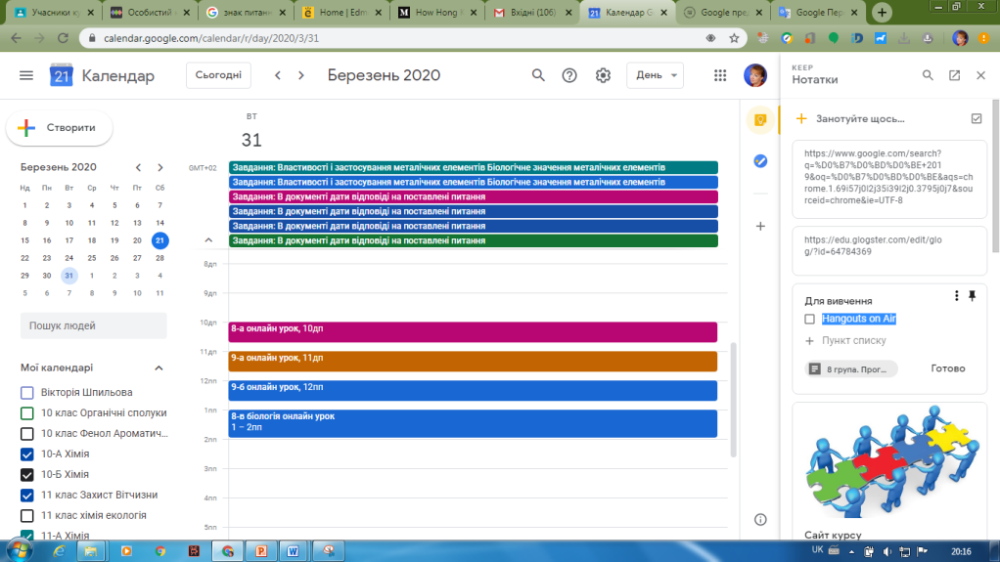 Учасники ку
Особистий
знак питанн
Home | Edm
How Hong K
Вхідні (106)
Календар G
Google пре
Google Пер
calendar.google.com/calendar/r/day/2020/3/31
21 Календар
Сьогодні
Березень 2020
День
KEEP
Нотатки
Створити
ВТ
31
Занотуйте щось...
Березень 2020
Нд Пн Вт Ср Чт Пт Сб
1 2 3 4 5 6 7
8 9 10 11 12 13 14
15 16 17 18 19 20 21
22 23 24 25 26 27 28
29 30 31 1 2 3 4
5 6 7 8 9 10 11
GMT+02
Завдання: Властивості і застосування металічних елементів Біологічне значення металічних елементів
Завдання: Властивості і застосування металічних елементів Біологічне значення металічних елементів
Завдання: В документі дати відповіді на поставлені питання
Завдання: В документі дати відповіді на поставлені питання
Завдання: В документі дати відповіді на поставлені питання
Завдання: В документі дати відповіді на поставлені питання
8дп
9дп
10дп
8-а онлайн урок, 10дп
11дп
9-а онлайн урок, 11дп
12пп
9-б онлайн урок, 12пп
1пп
8-в біологія онлайн урок
1 – 2пп
2пп
3пп
4пп
5пп
Пошук людей
Мої календарі
Вікторія Шпильова
10 клас Органічні сполуки
10 клас Фенол Ароматич...
10-А Хімія
10-Б Хімія
11 клас Захист Вітчизни
11 клас хімія екологія
11-А Хімія
https://www.google.com/search?
q=%D0%B7%D0%BD%D0%BE+201
9&oq=%D0%B7%D0%BD%D0%BE&aqs=ch
rome.1.69i57j0l2j35i39l2j0.3795j0j7&sou
rceid=chrome&ie=UTF-8
https://edu.glogster.com/edit/glo
g/?id=64784369
Для вивчення
Hangouts on Air
Пункт списку
8 група. Прог...
Готово
Сайт курсу
UK
20:16